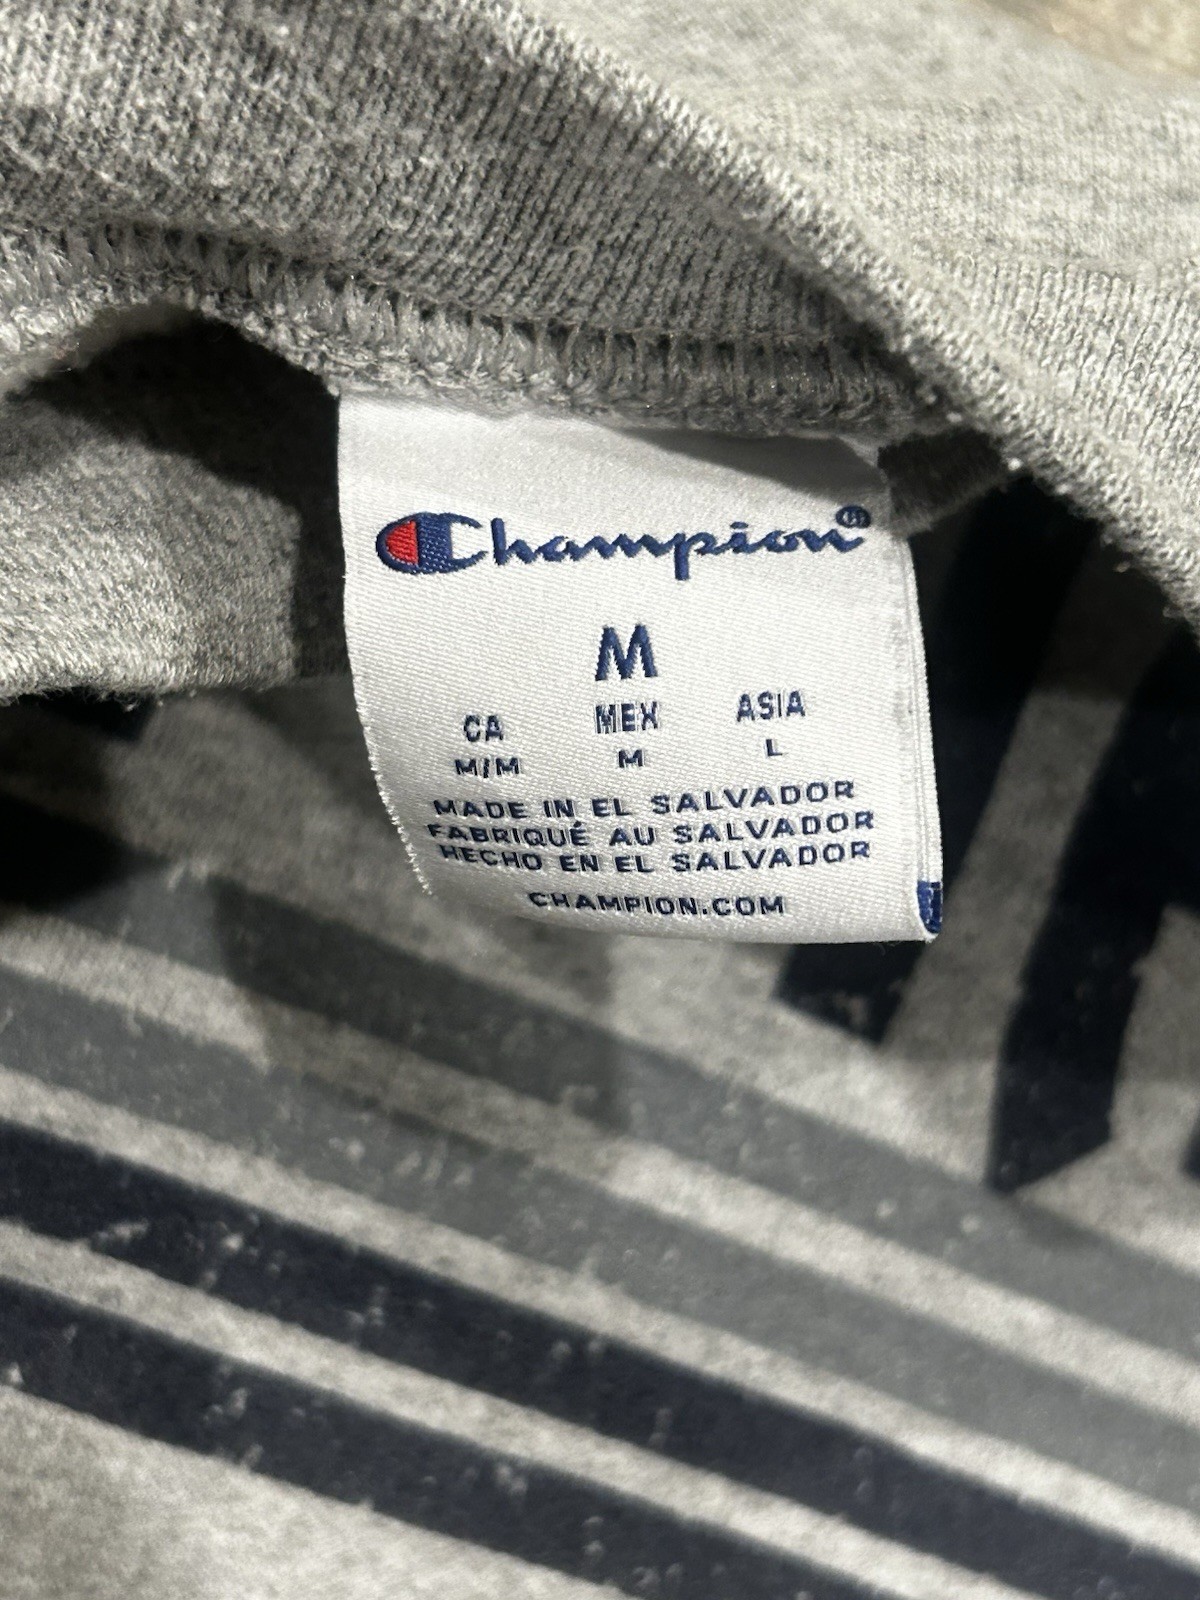 Champion®
M
CA MEX ASIA
M/M M L
MADE IN EL SALVADOR
FABRIQUÉ AU SALVADOR
HECHO EN EL SALVADOR
CHAMPION.COM